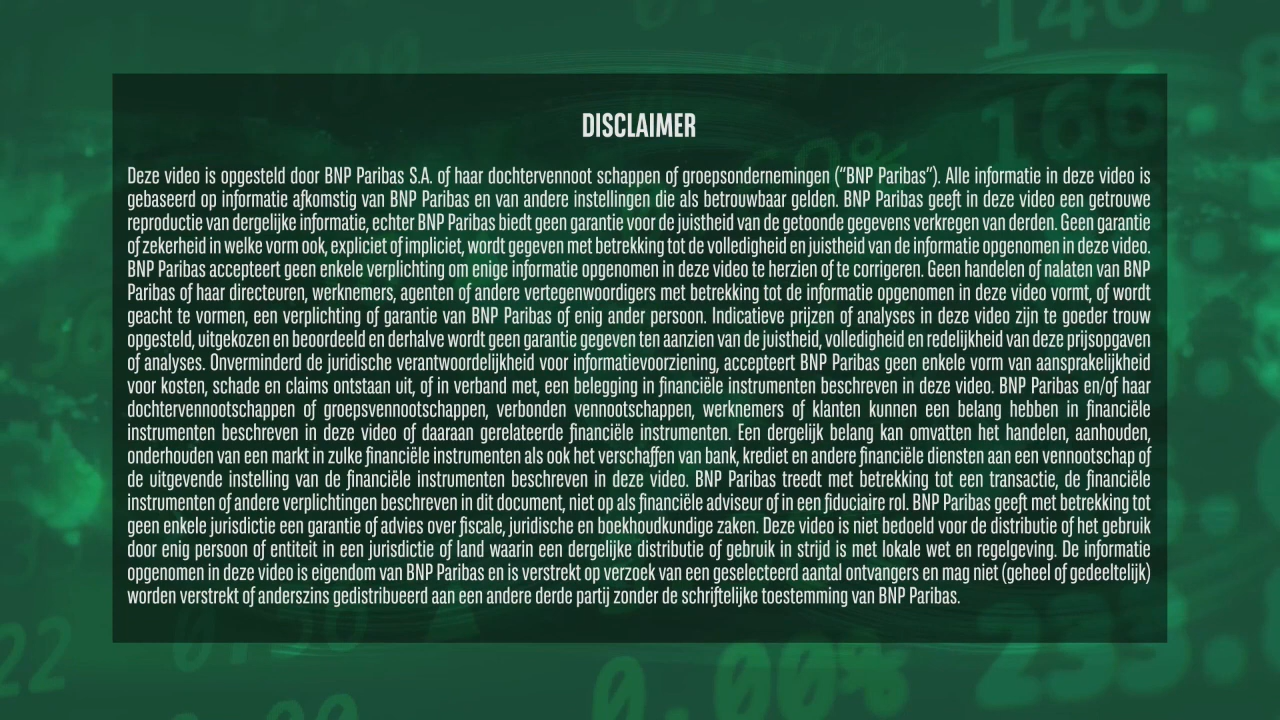 146.
0.00
0.7%
166.8
60%
DISCLAIMER
Deze video is opgesteld door BNP Paribas S.A. of haar dochtervennoot schappen of groepsondernemingen (“BNP Paribas”). Alle informatie in deze video is
gebaseerd op informatie afkomstig van BNP Paribas en van andere instellingen die als betrouwbaar gelden. BNP Paribas geeft in deze video een getrouwe
reproductie van dergelijke informatie, echter BNP Paribas biedt geen garantie voor de juistheid van de getoonde gegevens verkregen van derden. Geen garantie
of zekerheid in welke vorm ook, expliciet of impliciet, wordt gegeven met betrekking tot de volledigheid en juistheid van de informatie opgenomen in deze video.
BNP Paribas accepteert geen enkele verplichting om enige informatie opgenomen in deze video te herzien of te corrigeren. Geen handelen of nalaten van BNP
Paribas of haar directeuren, werknemers, agenten of andere vertegenwoordigers met betrekking tot de informatie opgenomen in deze video vormt, of wordt
geacht te vormen, een verplichting of garantie van BNP Paribas of enig ander persoon. Indicatieve prijzen of analyses in deze video zijn te goeder trouw
opgesteld, uitgekozen en beoordeeld en derhalve wordt geen garantie gegeven ten aanzien van de juistheid, volledigheid en redelijkheid van deze prijsopgaven
of analyses. Onverminderd de juridische verantwoordelijkheid voor informatievoorziening, accepteert BNP Paribas geen enkele vorm van aansprakelijkheid
voor kosten, schade en claims ontstaan uit, of in verband met, een belegging in financiële instrumenten beschreven in deze video. BNP Paribas en/of haar
dochtervennootschappen of groepsvennootschappen, verbonden vennootschappen, werknemers of klanten kunnen een belang hebben in financiële
instrumenten beschreven in deze video of daaraan gerelateerde financiële instrumenten. Een dergelijk belang kan omvatten het handelen, aanhouden,
onderhouden van een markt in zulke financiële instrumenten als ook het verschaffen van bank, krediet en andere financiële diensten aan een vennootschap of
de uitgevende instelling van de financiële instrumenten beschreven in deze video. BNP Paribas treedt met betrekking tot een transactie, de financiële
instrumenten of andere verplichtingen beschreven in dit document, niet op als financiële adviseur of in een fiduciaire rol. BNP Paribas geeft met betrekking tot
geen enkele jurisdictie een garantie of advies over fiscale, juridische en boekhoudkundige zaken. Deze video is niet bedoeld voor de distributie of het gebruik
door enig persoon of entiteit in een jurisdictie of land waarin een dergelijke distributie of gebruik in strijd is met lokale wet en regelgeving. De informatie
opgenomen in deze video is eigendom van BNP Paribas en is verstrekt op verzoek van een geselecteerd aantal ontvangers en mag niet (geheel of gedeeltelijk)
worden verstrekt of anderszins gedistribueerd aan een andere derde partij zonder de schriftelijke toestemming van BNP Paribas.
22
0.00%